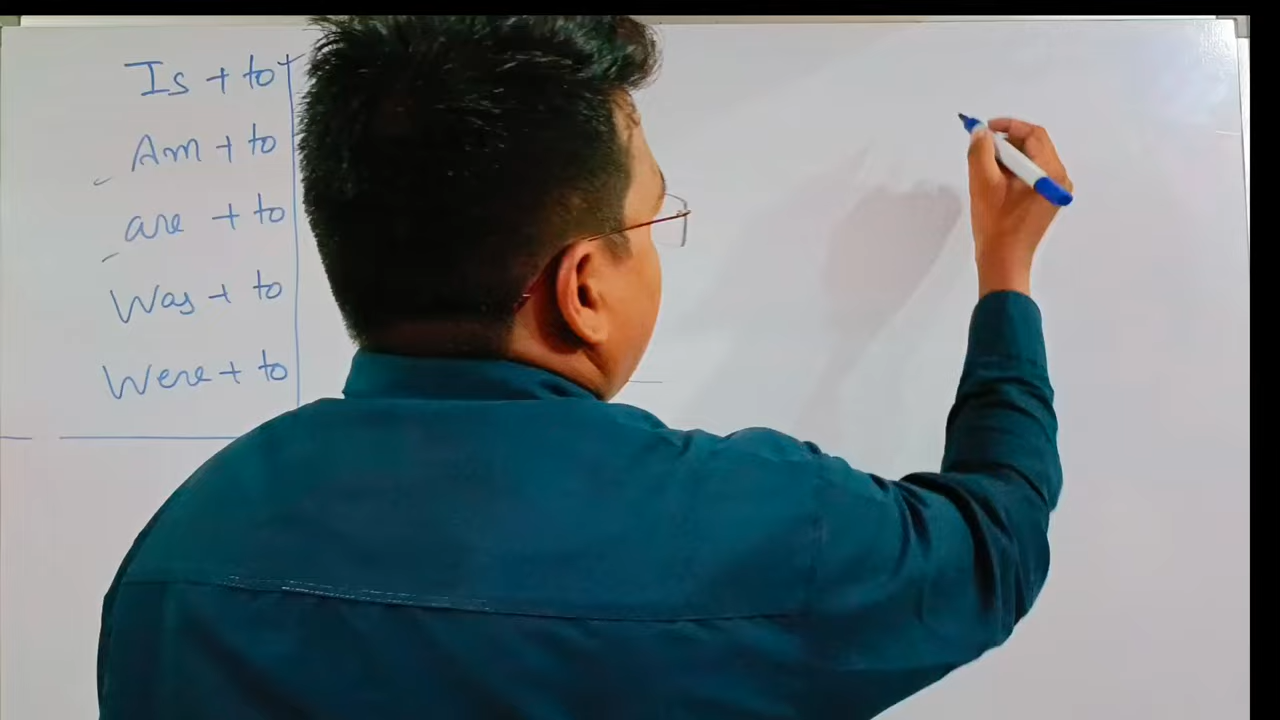 Is + to
Am + to
are + to
Was + to
Were + to